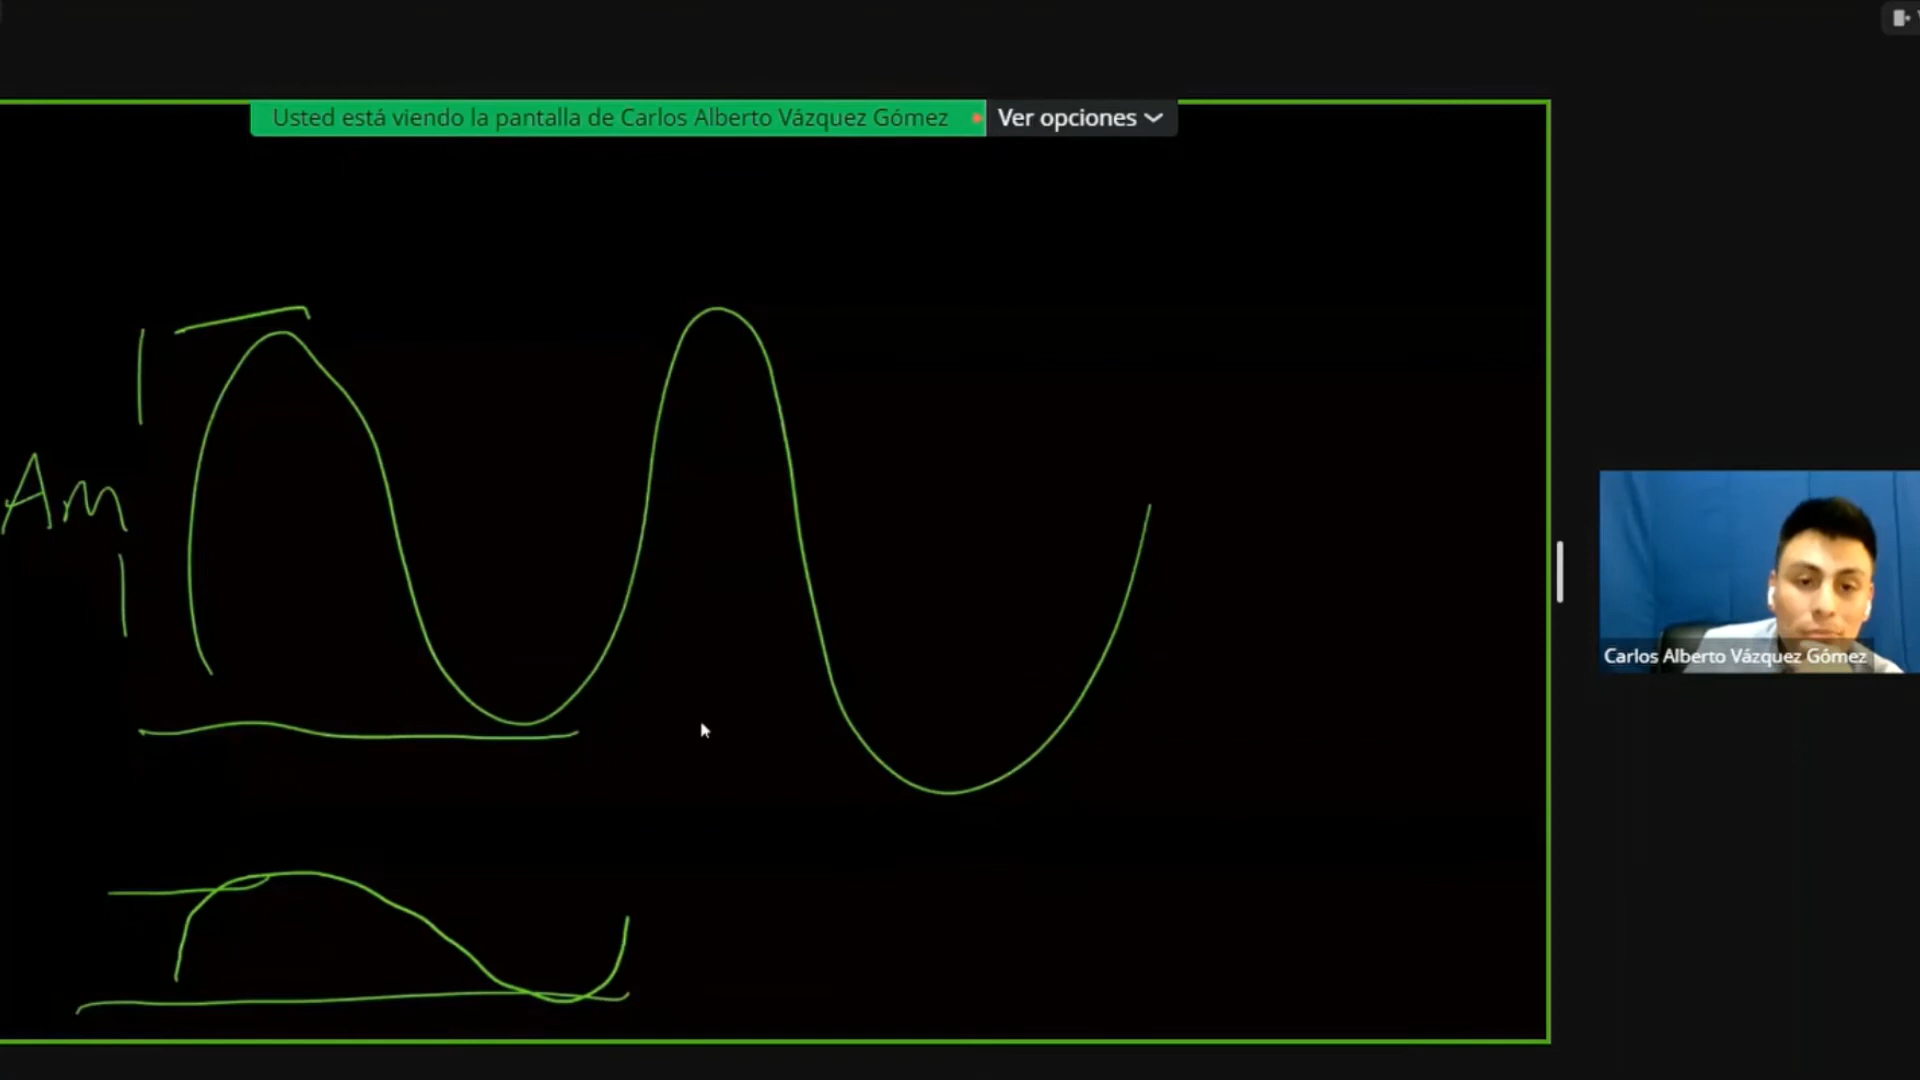 Usted está viendo la pantalla de Carlos Alberto Vázquez Gómez
Ver opciones
Am
Carlos Alberto Vázquez Gómez